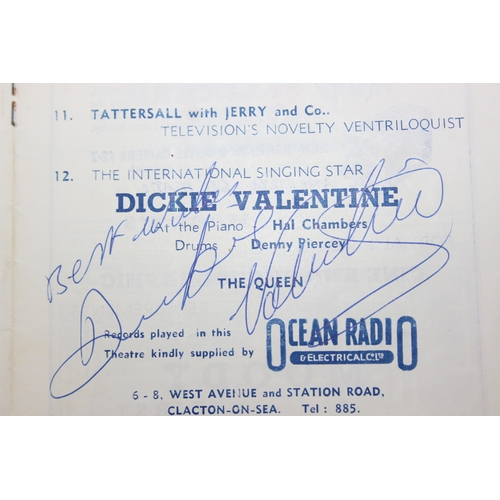 11. TATTERSALL with JERRY and Co..
TELEVISION'S NOVELTY VENTRILOQUIST
12. THE INTERNATIONAL SINGING STAR
DICKIE VALENTINE
At the Piano Hal Chambers
Drums Denny Piercey
Best wishes
Dickie Valentine
THE QUEEN
Records played in this
Theatre kindly supplied by
OCEAN RADIO
& ELECTRICAL Co. LTD
6-8, WEST AVENUE and STATION ROAD,
CLACTON-ON-SEA. Tel: 885.